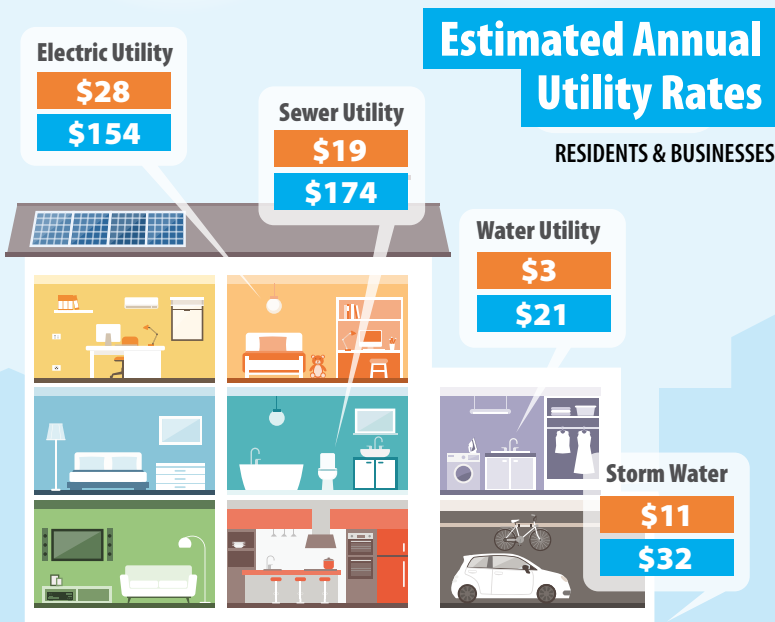 Estimated Annual
Utility Rates
RESIDENTS & BUSINESSES
Electric Utility
$28
$154
Sewer Utility
$19
$174
Water Utility
$3
$21
Storm Water
$11
$32